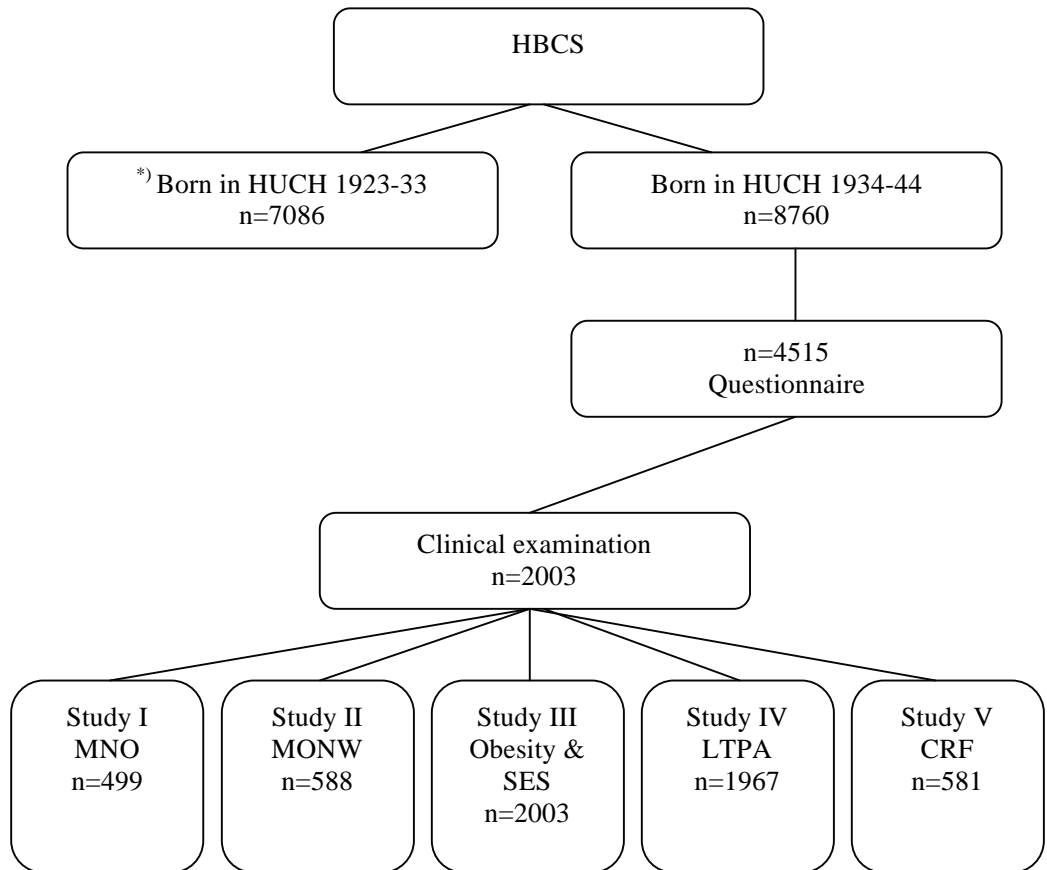 HBCS
*) Born in HUCH 1923-33
n=7086
Born in HUCH 1934-44
n=8760
n=4515
Questionnaire
Clinical examination
n=2003
Study I
MNO
n=499
Study II
MONW
n=588
Study III
Obesity &
SES
n=2003
Study IV
LTPA
n=1967
Study V
CRF
n=581